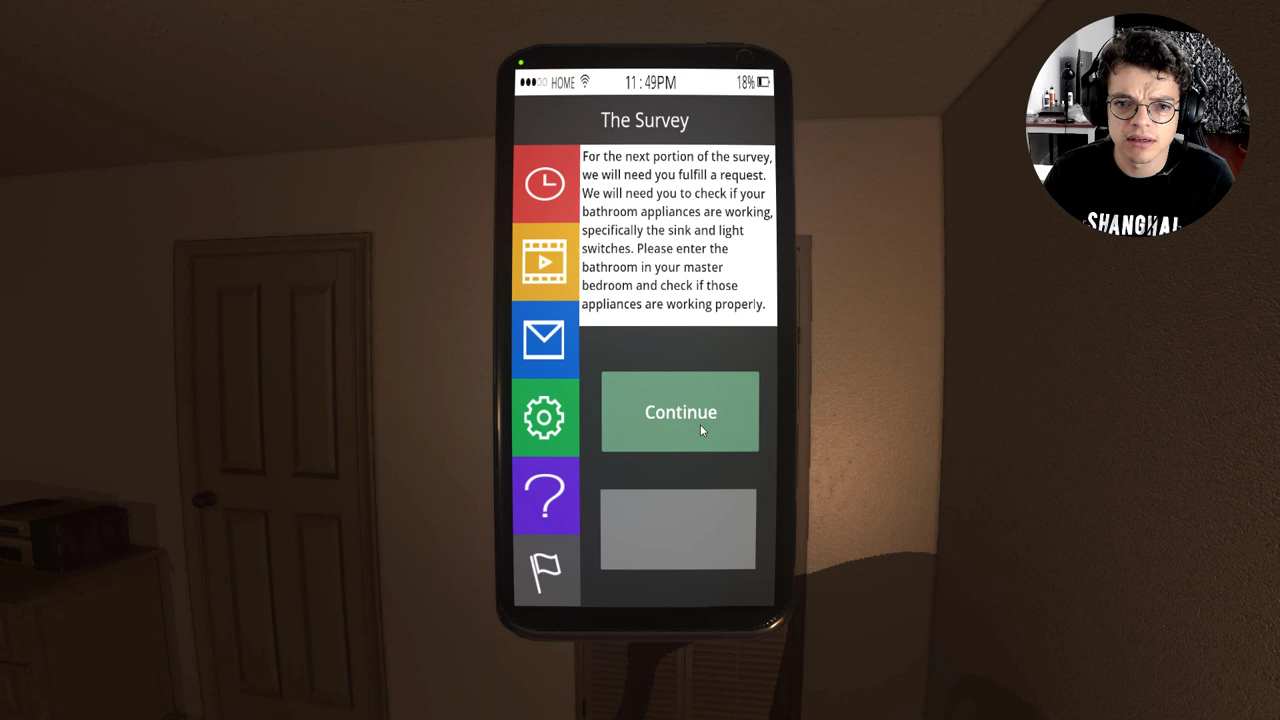 HOME 11:49PM 18%
The Survey
For the next portion of the survey,
we will need you fulfill a request.
We will need you to check if your
bathroom appliances are working,
specifically the sink and light
switches. Please enter the
bathroom in your master
bedroom and check if those
appliances are working properly.
Continue
SHANGHAI